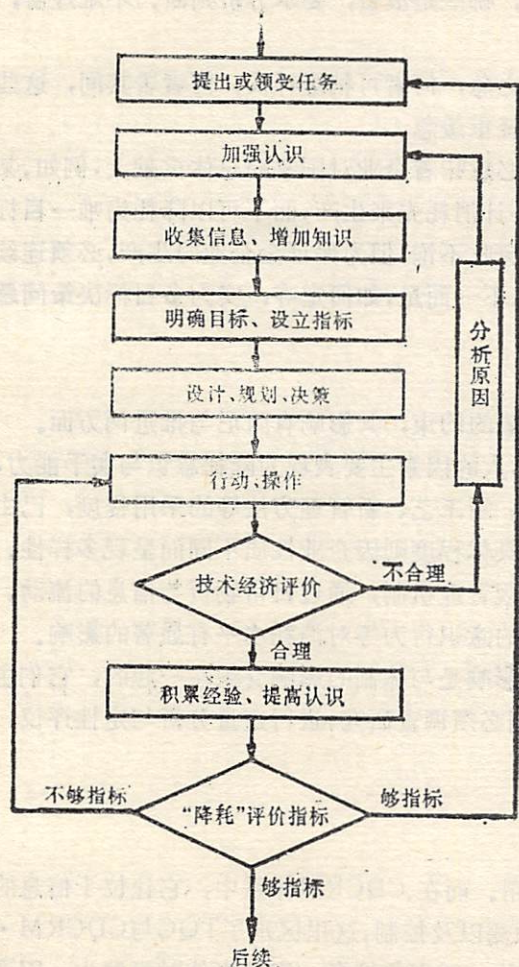 提出或领受任务
加强认识
收集信息、增加知识
明确目标、设立指标
分析原因
设计、规划、决策
行动、操作
技术经济评价
不合理
合理
积累经验、提高认识
不够指标
“降耗”评价指标
够指标
够指标
后续